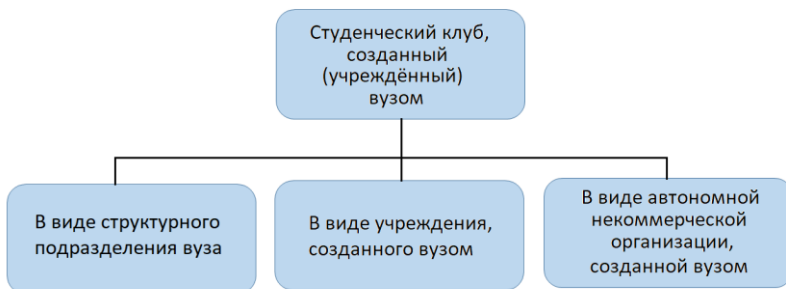 Студенческий клуб,
созданный
(учреждённый)
вузом
В виде структурного
подразделения вуза
В виде учреждения,
созданного вузом
В виде автономной
некоммерческой
организации,
созданной вузом